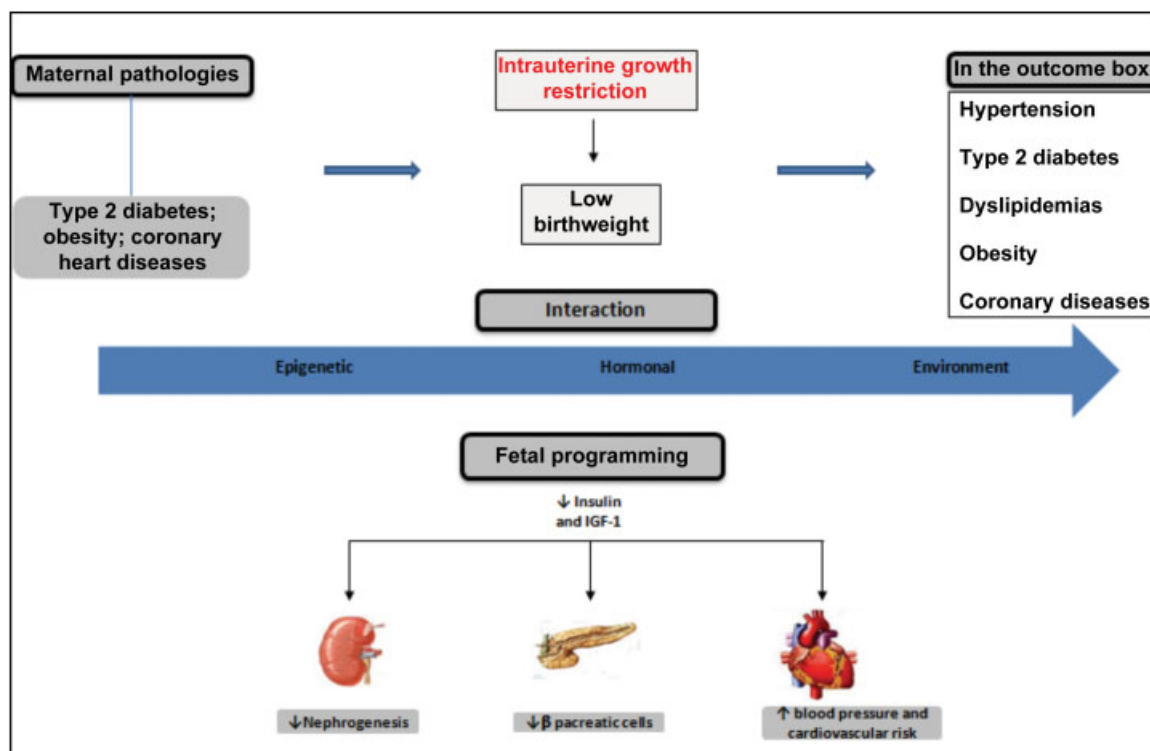 Maternal pathologies
Type 2 diabetes;
obesity; coronary
heart diseases
Intrauterine growth
restriction
Low
birthweight
In the outcome box
Hypertension
Type 2 diabetes
Dyslipidemias
Obesity
Coronary diseases
Interaction
Epigenetic Hormonal Environment
Fetal programming
↓ Insulin
and IGF-1
↓Nephrogenesis
↓β pacreatic cells
↑ blood pressure and
cardiovascular risk